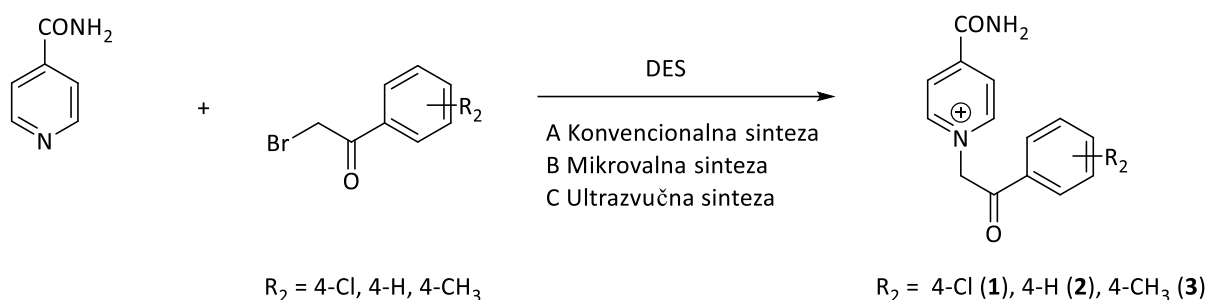 CONH₂
N
+
Br
O
R₂
R₂ = 4-Cl, 4-H, 4-CH₃
DES
A Konvencionalna sinteza
B Mikrovalna sinteza
C Ultrazvučna sinteza
CONH₂
+
N
O
R₂
R₂ = 4-Cl (1), 4-H (2), 4-CH₃ (3)